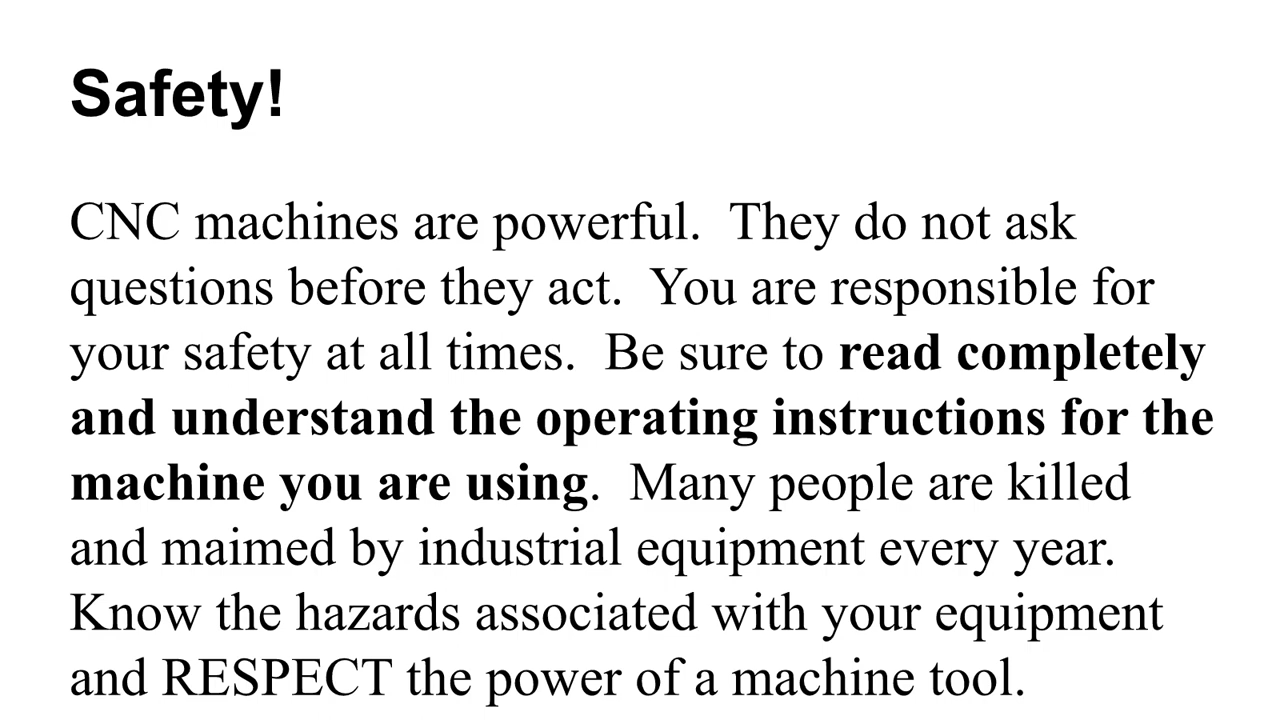 Safety!
CNC machines are powerful.  They do not ask
questions before they act.  You are responsible for
your safety at all times.  Be sure to read completely
and understand the operating instructions for the
machine you are using.  Many people are killed
and maimed by industrial equipment every year.
Know the hazards associated with your equipment
and RESPECT the power of a machine tool.